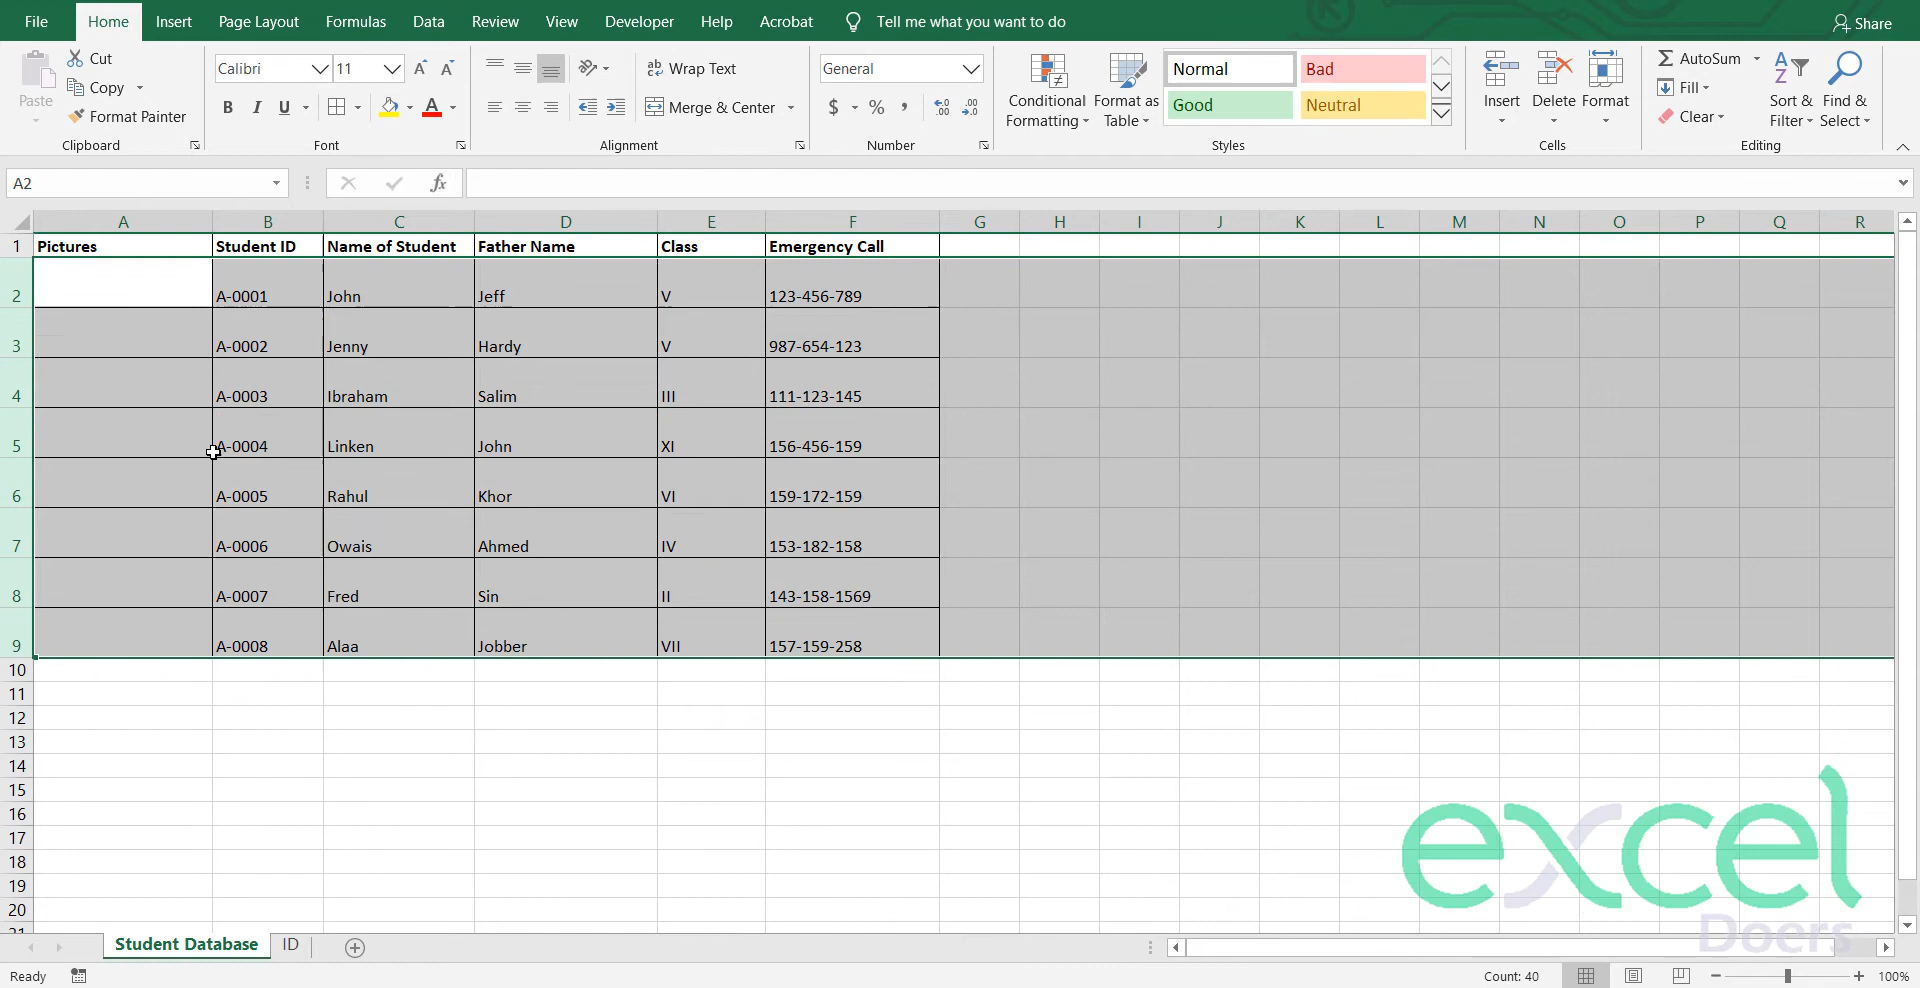 File Home Insert Page Layout Formulas Data Review View Developer Help Acrobat Tell me what you want to do Share
Paste Cut Copy Format Painter Clipboard
Calibri 11 A A B I U A Font
ab Wrap Text Merge & Center Alignment
General $ % , .00 .0 Number
Conditional Formatting Format as Table Normal Bad Good Neutral Styles
Insert Delete Format Cells
AutoSum Fill Clear Sort & Filter Find & Select Editing
A2 fx
A B C D E F G H I J K L M N O P Q R
1 Pictures Student ID Name of Student Father Name Class Emergency Call
2 A-0001 John Jeff V 123-456-789
3 A-0002 Jenny Hardy V 987-654-123
4 A-0003 Ibraham Salim III 111-123-145
5 A-0004 Linken John XI 156-456-159
6 A-0005 Rahul Khor VI 159-172-159
7 A-0006 Owais Ahmed IV 153-182-158
8 A-0007 Fred Sin II 143-158-1569
9 A-0008 Alaa Jobber VII 157-159-258
10
11
12
13
14
15
16
17
18
19
20
21
excel
Doers
Student Database ID
Ready Count: 40 100%